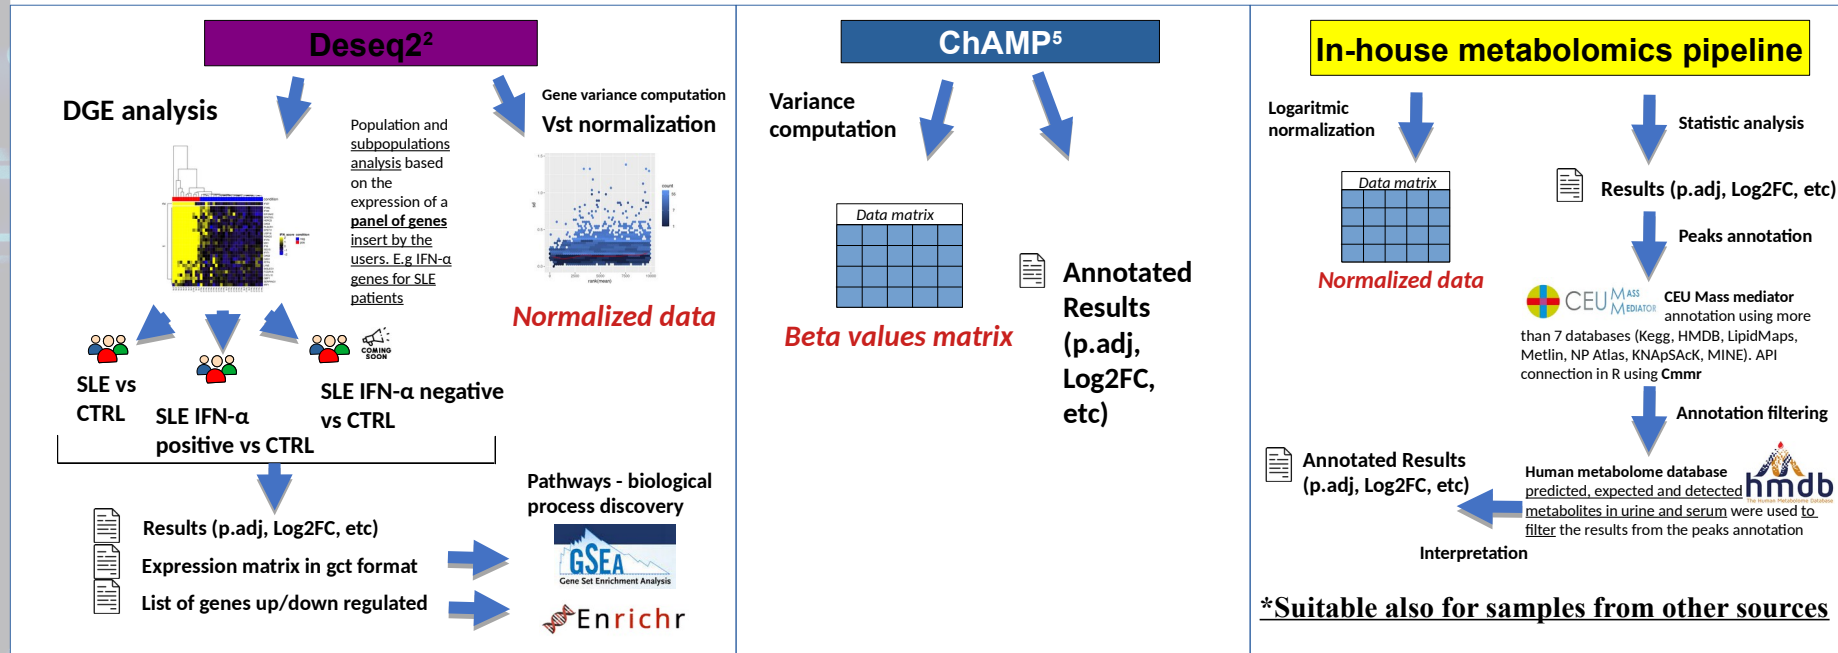 Deseq2²
DGE analysis
Population and
subpopulations
analysis based
on the
expression of a
panel of genes
insert by the
users. E.g IFN-α
genes for SLE
patients
Gene variance computation
Vst normalization
count
rank(mean)
Normalized data
COMING
SOON
SLE vs
CTRL
SLE IFN-α
positive vs CTRL
SLE IFN-α negative
vs CTRL
Results (p.adj, Log2FC, etc)
Expression matrix in gct format
List of genes up/down regulated
Pathways - biological
process discovery
GSEA
Gene Set Enrichment Analysis
Enrichr
ChAMP⁵
Variance
computation
Data matrix
Beta values matrix
Annotated
Results
(p.adj,
Log2FC,
etc)
In-house metabolomics pipeline
Logaritmic
normalization
Data matrix
Normalized data
Statistic analysis
Results (p.adj, Log2FC, etc)
Peaks annotation
CEU MASS
MEDIATOR
CEU Mass mediator
annotation using more
than 7 databases (Kegg, HMDB, LipidMaps,
Metlin, NP Atlas, KNApSAcK, MINE). API
connection in R using Cmmr
Annotation filtering
hmdb
The Human Metabolome Database
Human metabolome database
predicted, expected and detected
metabolites in urine and serum were used to
filter the results from the peaks annotation
Interpretation
Annotated Results
(p.adj, Log2FC, etc)
*Suitable also for samples from other sources